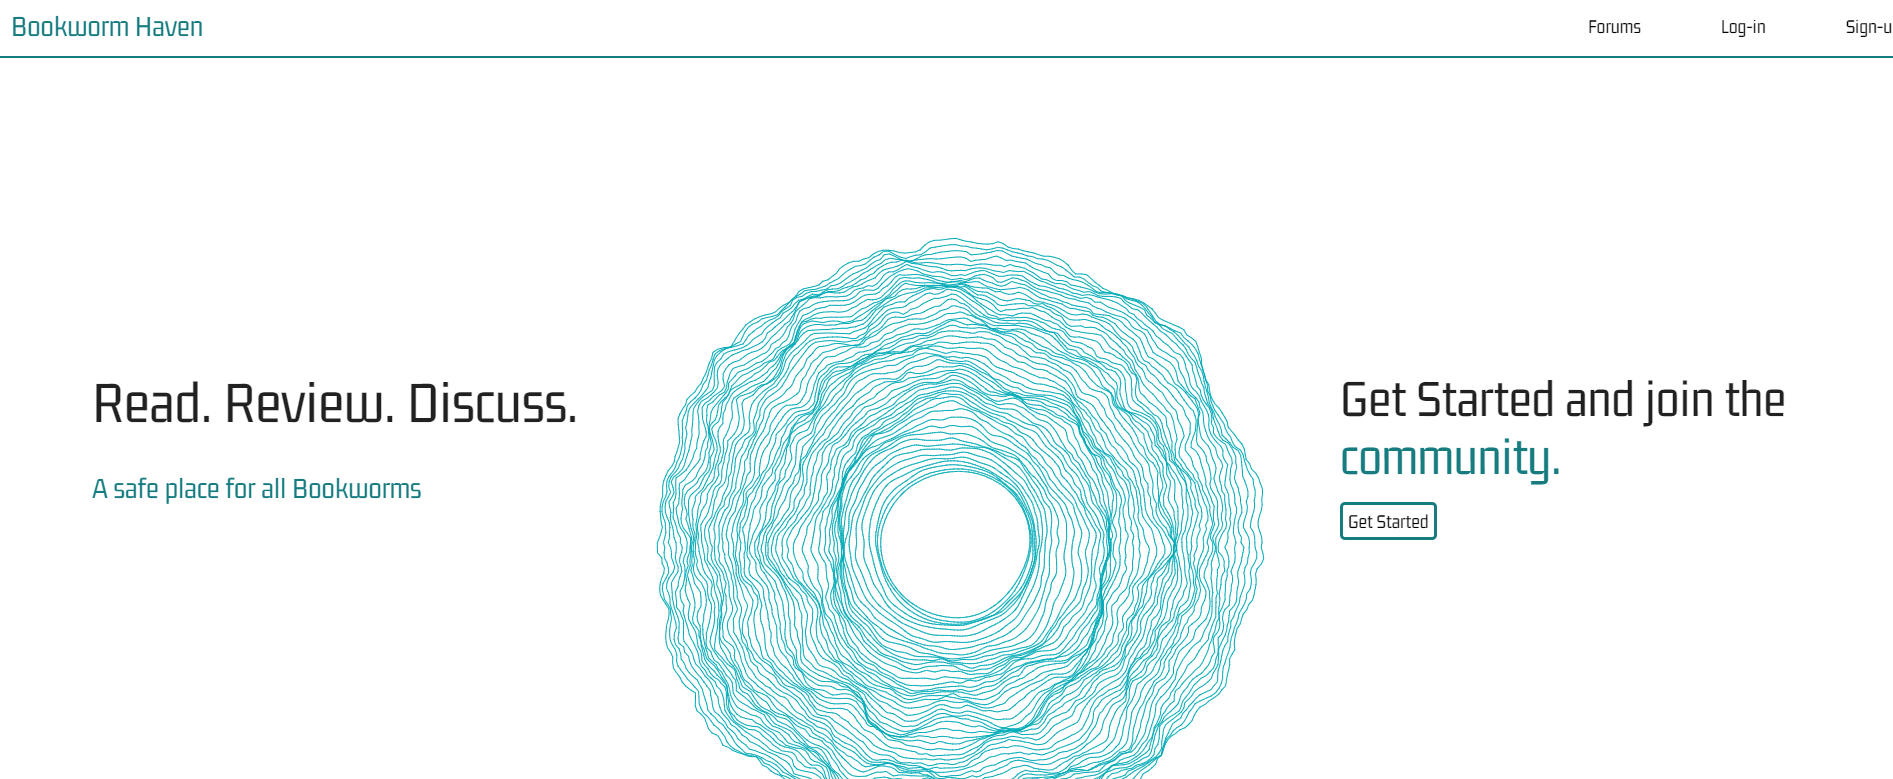 Bookworm Haven
Forums
Log-in
Sign-u
Read. Review. Discuss.
A safe place for all Bookworms
Get Started and join the
community.
Get Started